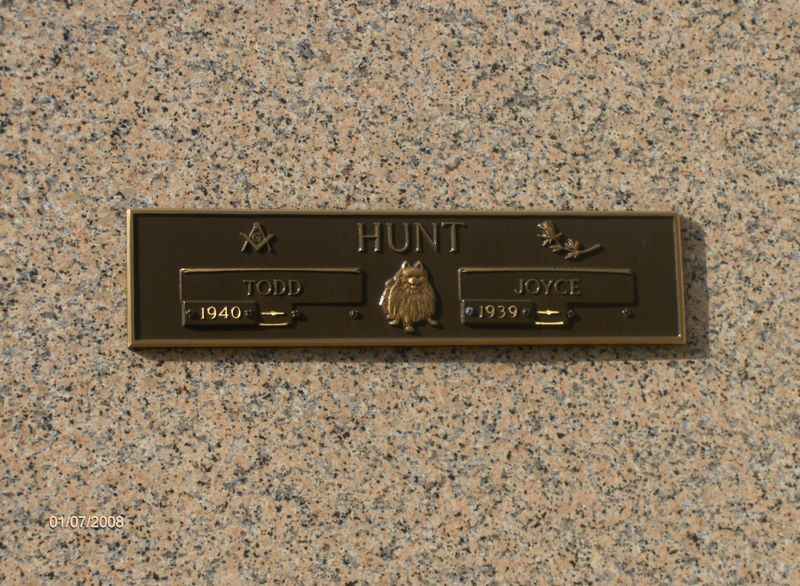 HUNT
TODD
JOYCE
1940
1939
G
01/07/2008